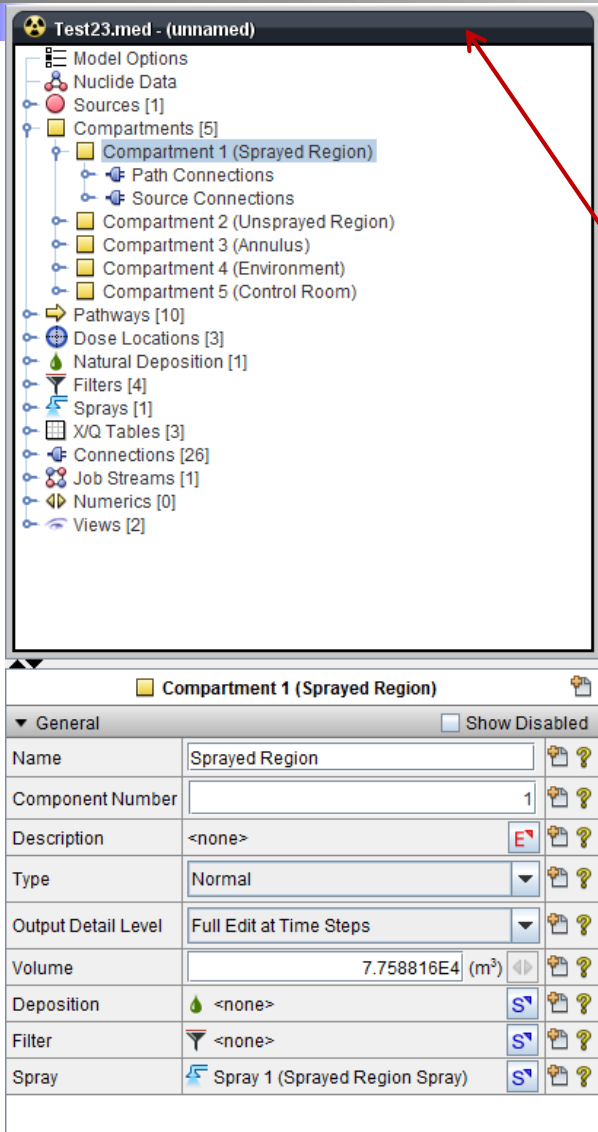 Test23.med - (unnamed)
Model Options
Nuclide Data
Sources [1]
Compartments [5]
Compartment 1 (Sprayed Region)
Path Connections
Source Connections
Compartment 2 (Unsprayed Region)
Compartment 3 (Annulus)
Compartment 4 (Environment)
Compartment 5 (Control Room)
Pathways [10]
Dose Locations [3]
Natural Deposition [1]
Filters [4]
Sprays [1]
X/Q Tables [3]
Connections [26]
Job Streams [1]
Numerics [0]
Views [2]
Compartment 1 (Sprayed Region)
General Show Disabled
Name Sprayed Region ?
Component Number 1 ?
Description <none> E ?
Type Normal ?
Output Detail Level Full Edit at Time Steps ?
Volume 7.758816E4 (m³) ?
Deposition <none> S ?
Filter <none> S ?
Spray Spray 1 (Sprayed Region Spray) S ?